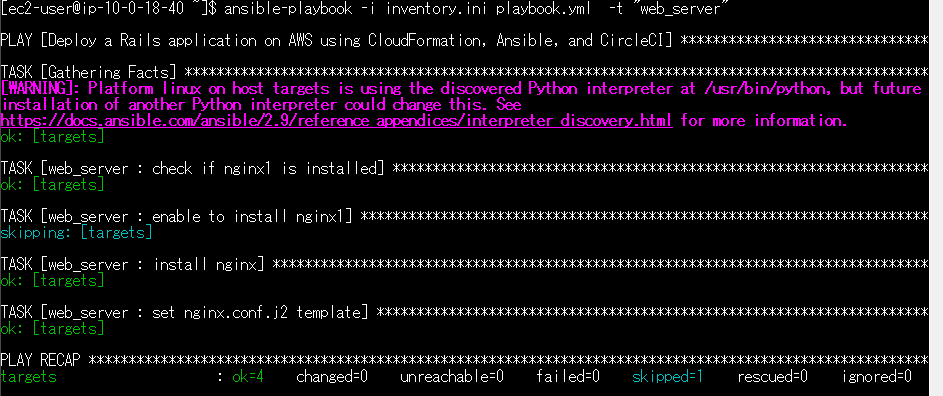 [ec2-user@ip-10-0-18-40 ~]$ ansible-playbook -i inventory.ini playbook.yml  -t "web_server"
PLAY [Deploy a Rails application on AWS using CloudFormation, Ansible, and CircleCI] *******************************
TASK [Gathering Facts] *********************************************************************************************
[WARNING]: Platform linux on host targets is using the discovered Python interpreter at /usr/bin/python, but future
installation of another Python interpreter could change this. See
https://docs.ansible.com/ansible/2.9/reference_appendices/interpreter_discovery.html for more information.
ok: [targets]
TASK [web_server : check if nginx1 is installed] *******************************************************************
ok: [targets]
TASK [web_server : enable to install nginx1] ***********************************************************************
skipping: [targets]
TASK [web_server : install nginx] **********************************************************************************
ok: [targets]
TASK [web_server : set nginx.conf.j2 template] *********************************************************************
ok: [targets]
PLAY RECAP *********************************************************************************************************
targets                    : ok=4    changed=0    unreachable=0    failed=0    skipped=1    rescued=0    ignored=0